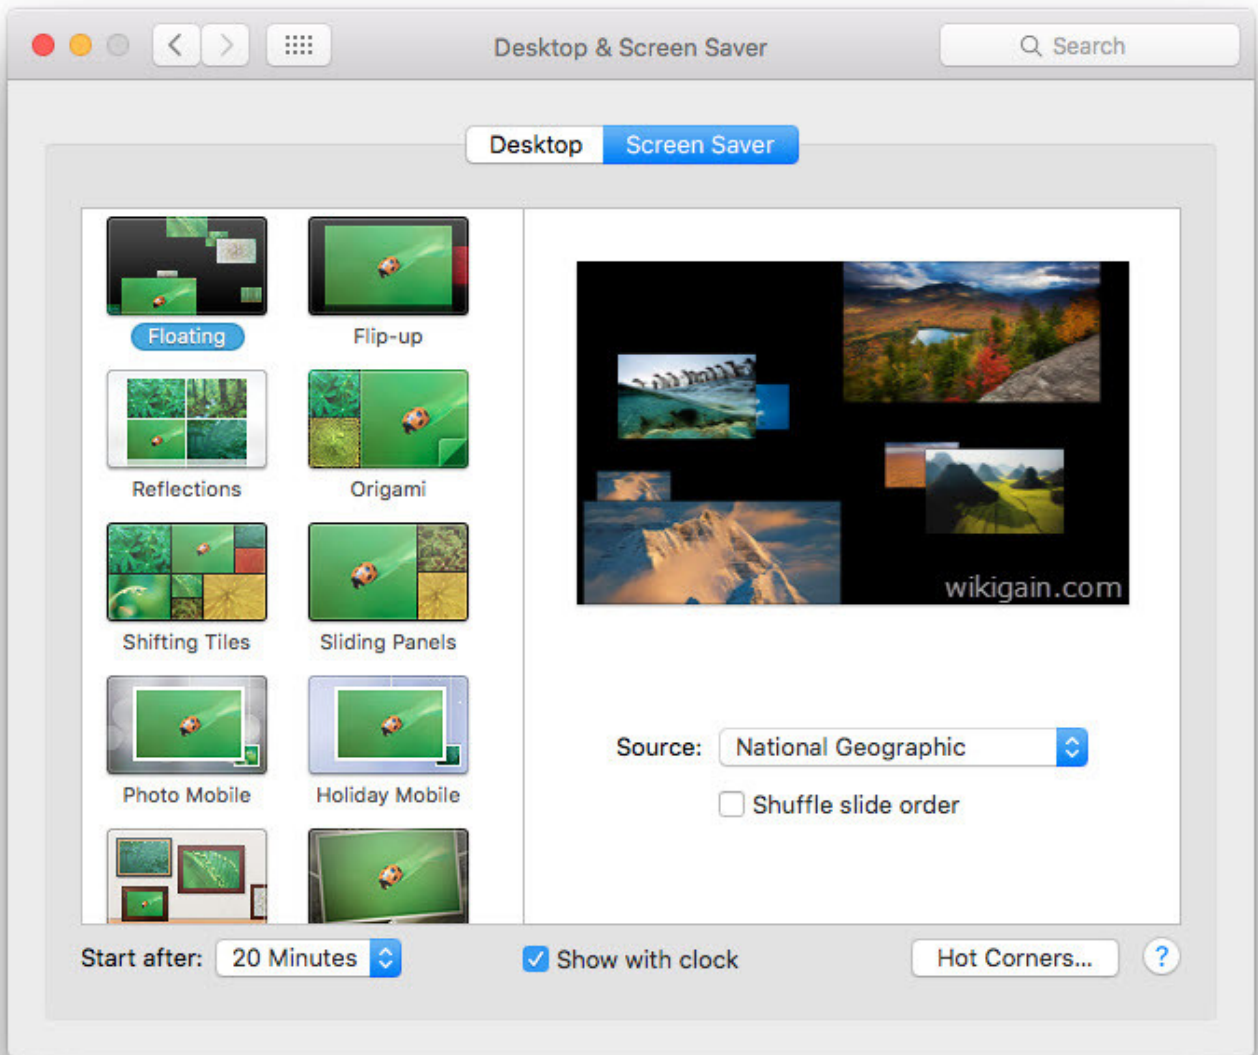 Desktop & Screen Saver
Search
Desktop
Screen Saver
Floating
Flip-up
Reflections
Origami
Shifting Tiles
Sliding Panels
Photo Mobile
Holiday Mobile
wikigain.com
Source: National Geographic
Shuffle slide order
Start after: 20 Minutes
Show with clock
Hot Corners...
?